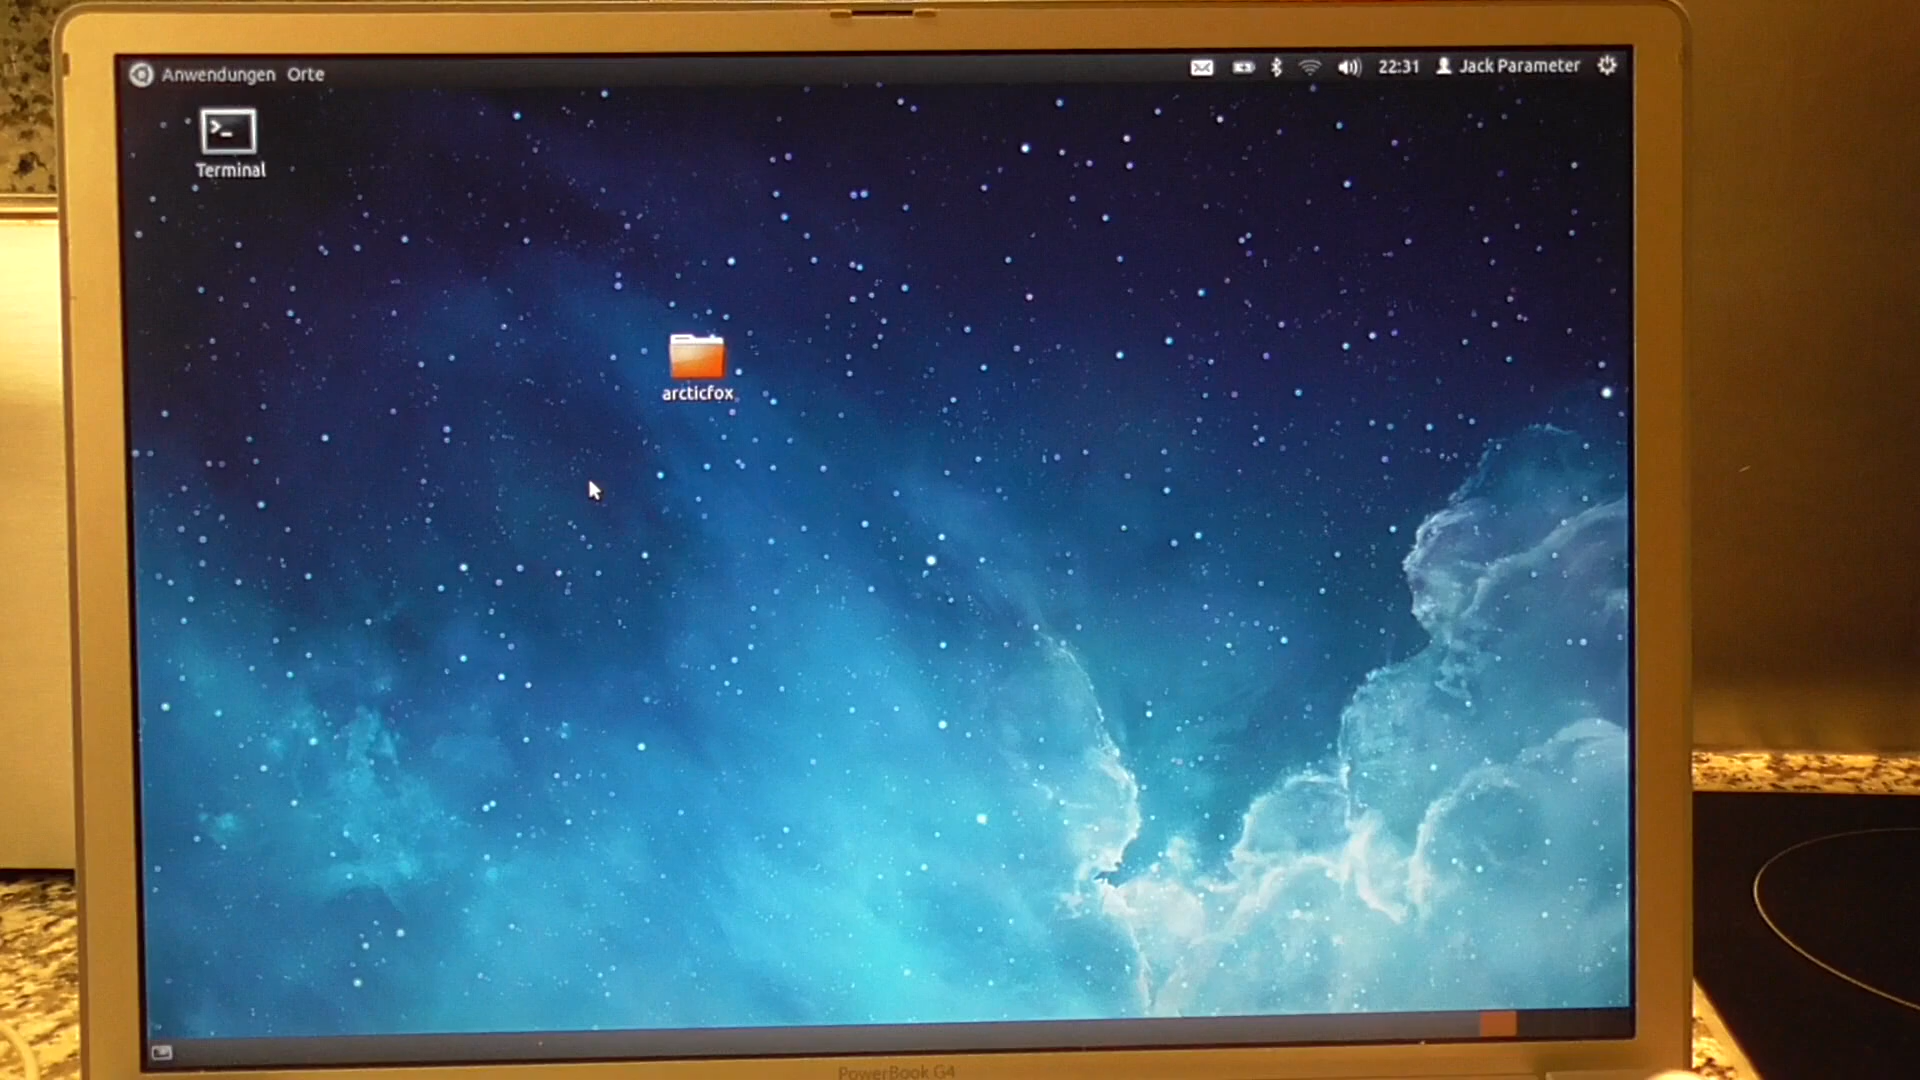 Anwendungen Orte
22:31 Jack Parameter
Terminal
arcticfox
PowerBook G4